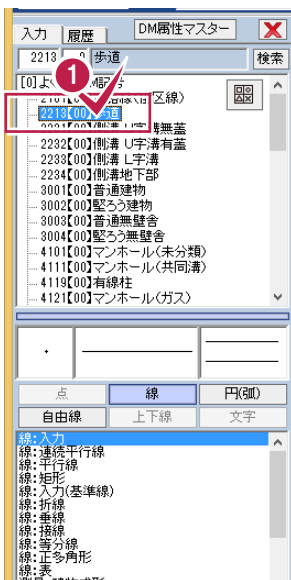 入力 履歴 DM属性マスター X
2213 0 歩道 検索
1
[0]よ
2213【00】歩道
【00】側溝 U字溝無蓋
2232【00】側溝 U字溝有蓋
2233【00】側溝 L字溝
2234【00】側溝地下部
3001【00】普通建物
3002【00】堅ろう建物
3003【00】普通無壁舎
3004【00】堅ろう無壁舎
4101【00】マンホール(未分類)
4111【00】マンホール(共同溝)
4119【00】有線柱
4121【00】マンホール(ガス)
点 線 円(弧)
自由線 上下線 文字
線:入力
線:連続平行線
線:平行線
線:矩形
線:入力(基準線)
線:折線
線:垂線
線:接線
線:等分線
線:正多角形
線:表